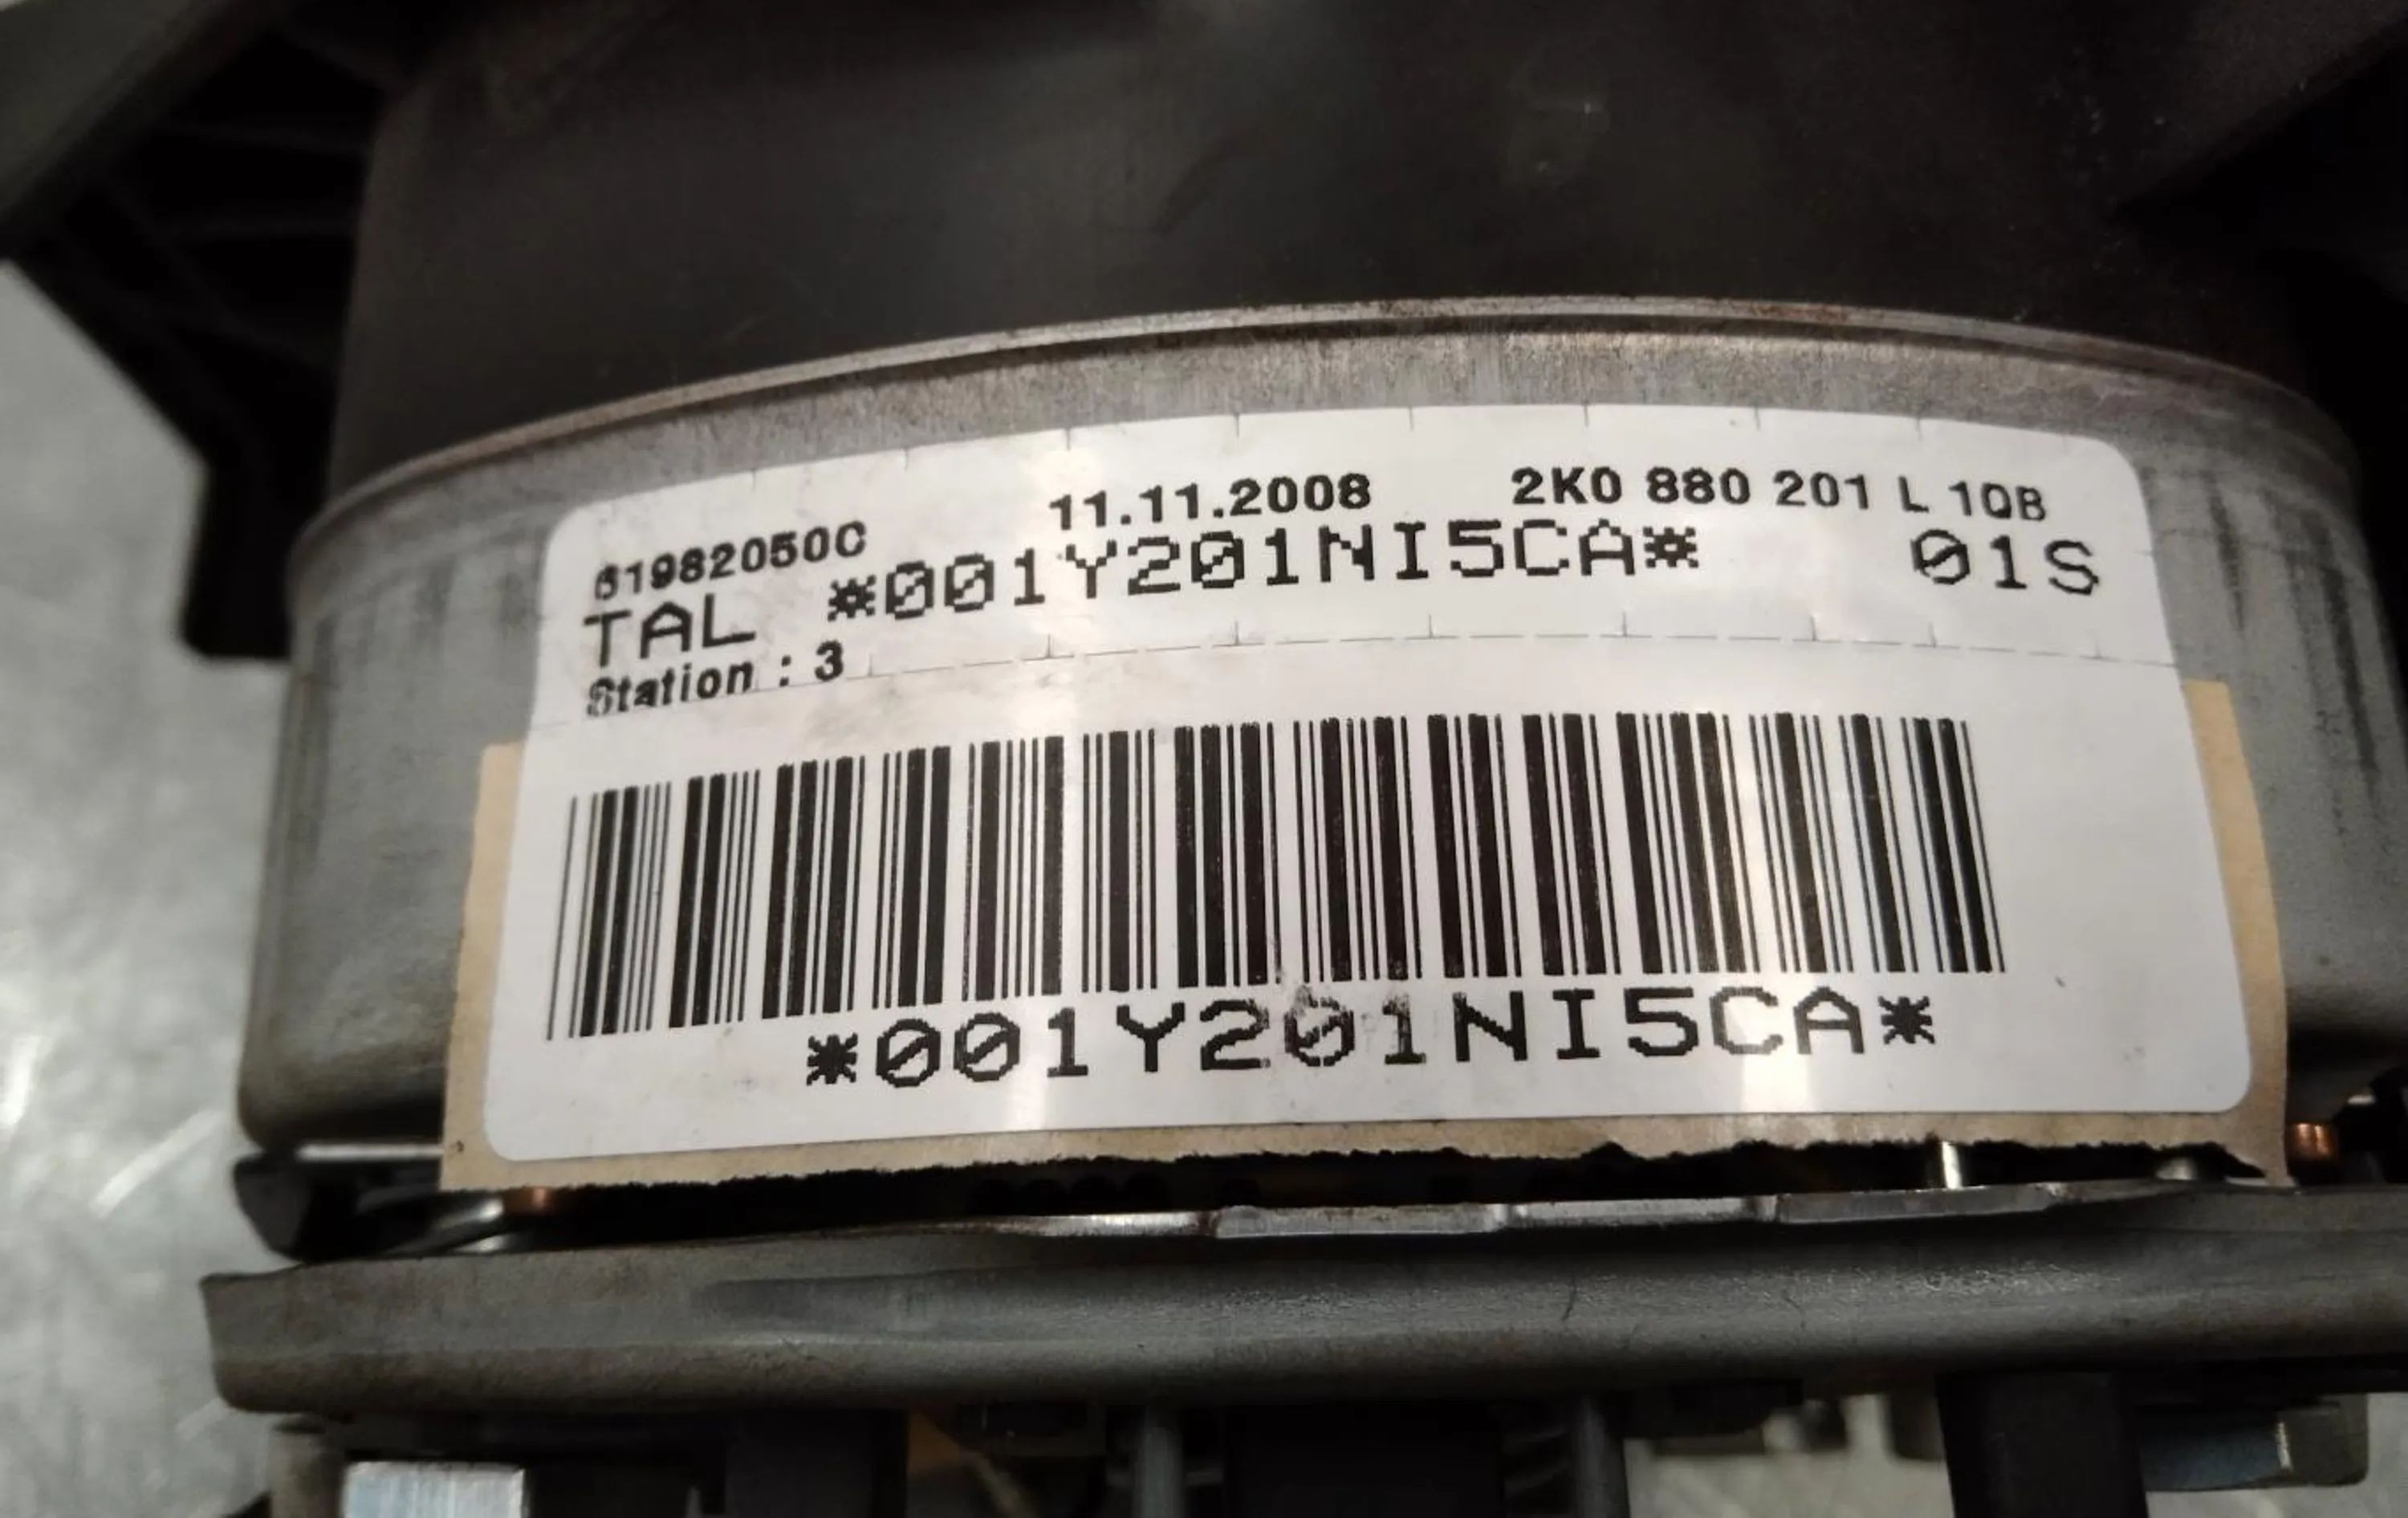 61982050C 11.11.2008 2K0 880 201 L 1QB
TAL *001Y201NI5CA* 01S
Station : 3
*001Y201NI5CA*